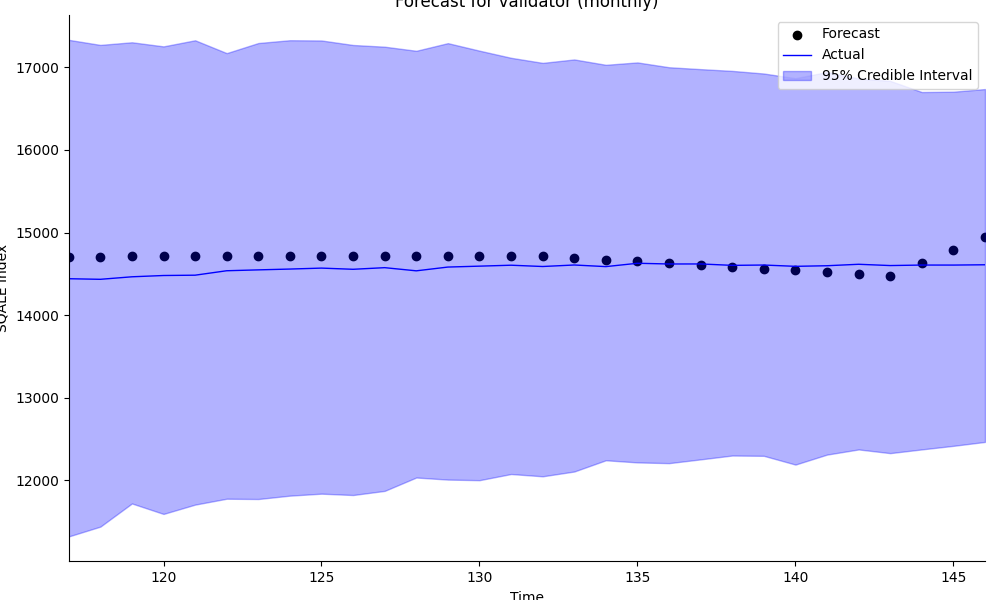 Forecast for validator (monthly)
Forecast
Actual
95% Credible Interval
17000
16000
15000
14000
13000
12000
SQALE Index
120
125
130
135
140
145
Time